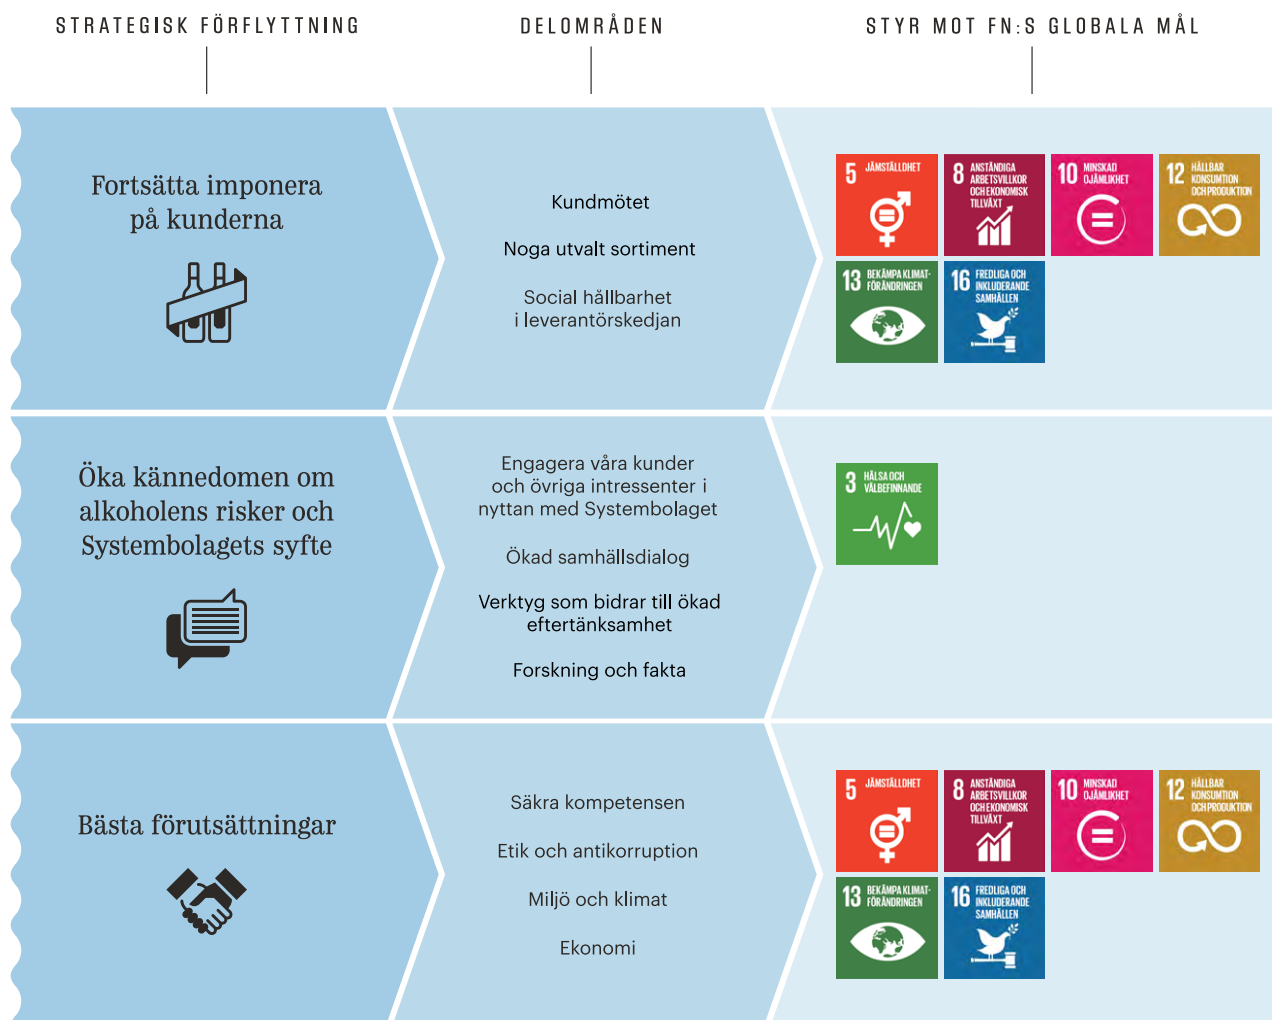 STRATEGISK FÖRFLYTTNING
DELOMRÅDEN
STYR MOT FN:S GLOBALA MÅL
Fortsätta imponera
på kunderna
Kundmötet
Noga utvalt sortiment
Social hållbarhet
i leverantörskedjan
5 JÄMSTÄLLDHET
8 ANSTÄNDIGA
ARBETSVILLKOR
OCH EKONOMISK
TILLVÄXT
10 MINSKAD
OJÄMLIKHET
12 HÅLLBAR
KONSUMTION
OCH PRODUKTION
13 BEKÄMPA KLIMAT-
FÖRÄNDRINGEN
16 FREDLIGA OCH
INKLUDERANDE
SAMHÄLLEN
Öka kännedomen om
alkoholens risker och
Systembolagets syfte
Engagera våra kunder
och övriga intressenter i
nyttan med Systembolaget
Ökad samhällsdialog
Verktyg som bidrar till ökad
eftertänksamhet
Forskning och fakta
3 HÄLSA OCH
VÄLBEFINNANDE
Bästa förutsättningar
Säkra kompetensen
Etik och antikorruption
Miljö och klimat
Ekonomi
5 JÄMSTÄLLDHET
8 ANSTÄNDIGA
ARBETSVILLKOR
OCH EKONOMISK
TILLVÄXT
10 MINSKAD
OJÄMLIKHET
12 HÅLLBAR
KONSUMTION
OCH PRODUKTION
13 BEKÄMPA KLIMAT-
FÖRÄNDRINGEN
16 FREDLIGA OCH
INKLUDERANDE
SAMHÄLLEN